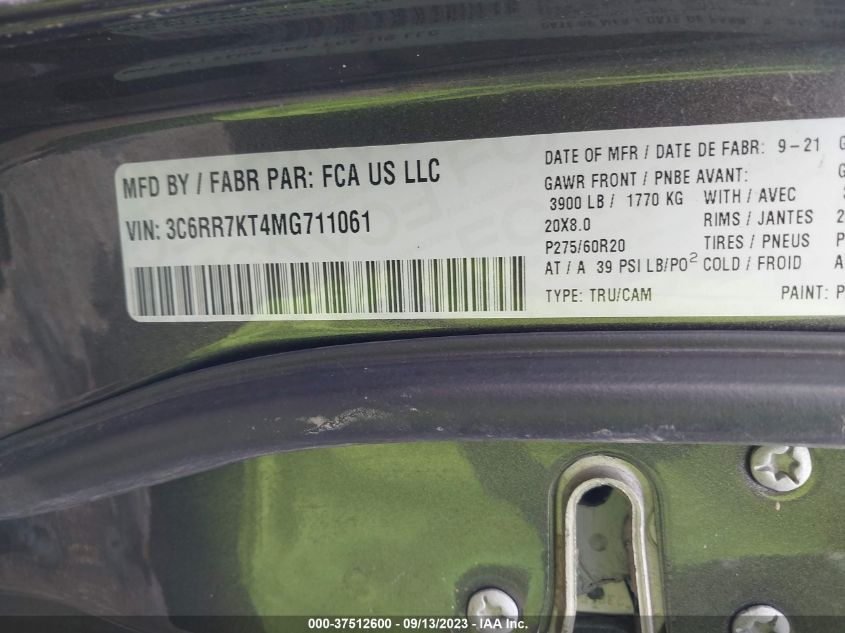 MFD BY / FABR PAR: FCA US LLC
VIN: 3C6RR7KT4MG711061
DATE OF MFR / DATE DE FABR: 9-21
GAWR FRONT / PNBE AVANT:
3900 LB / 1770 KG WITH / AVEC
20X8.0 RIMS / JANTES
P275/60R20 TIRES / PNEUS
AT / A 39 PSI LB/PO² COLD / FROID
TYPE: TRU/CAM PAINT:
000-37512600 - 09/13/2023 - IAA Inc.